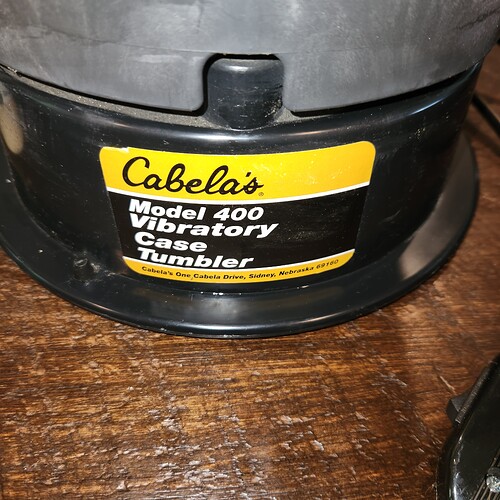 Cabela's
Model 400
Vibratory
Case
Tumbler
Cabela's One Cabela Drive, Sidney, Nebraska 69160